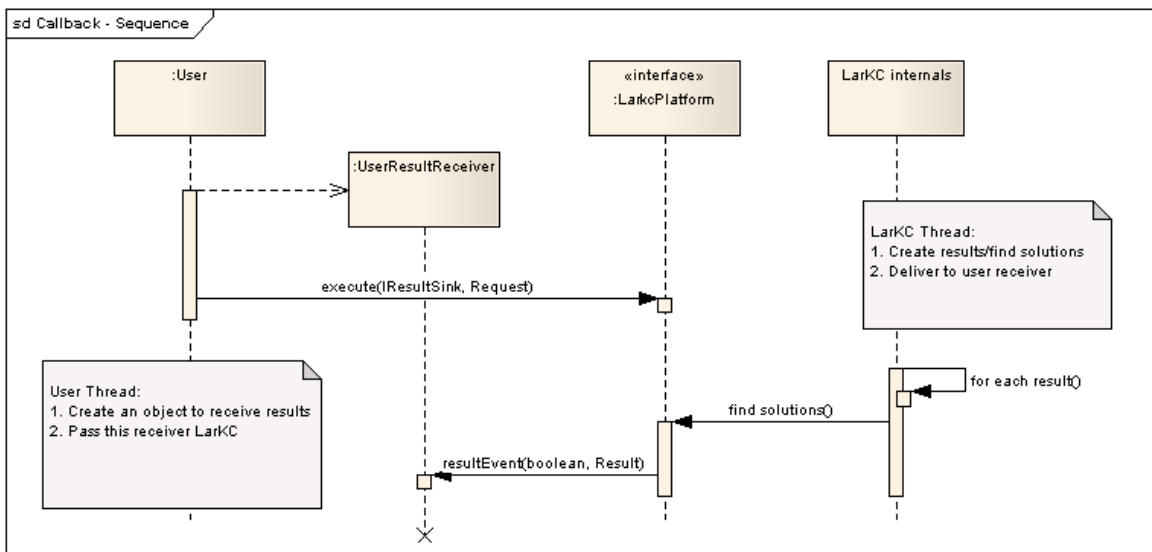 sd Callback - Sequence
:User
«interface»
:LarkcPlatform
LarKC internals
:UserResultReceiver
LarKC Thread:
1. Create results/find solutions
2. Deliver to user receiver
execute(IResultSink, Request)
User Thread:
1. Create an object to receive results
2. Pass this receiver LarKC
for each result()
find solutions()
resultEvent(boolean, Result)